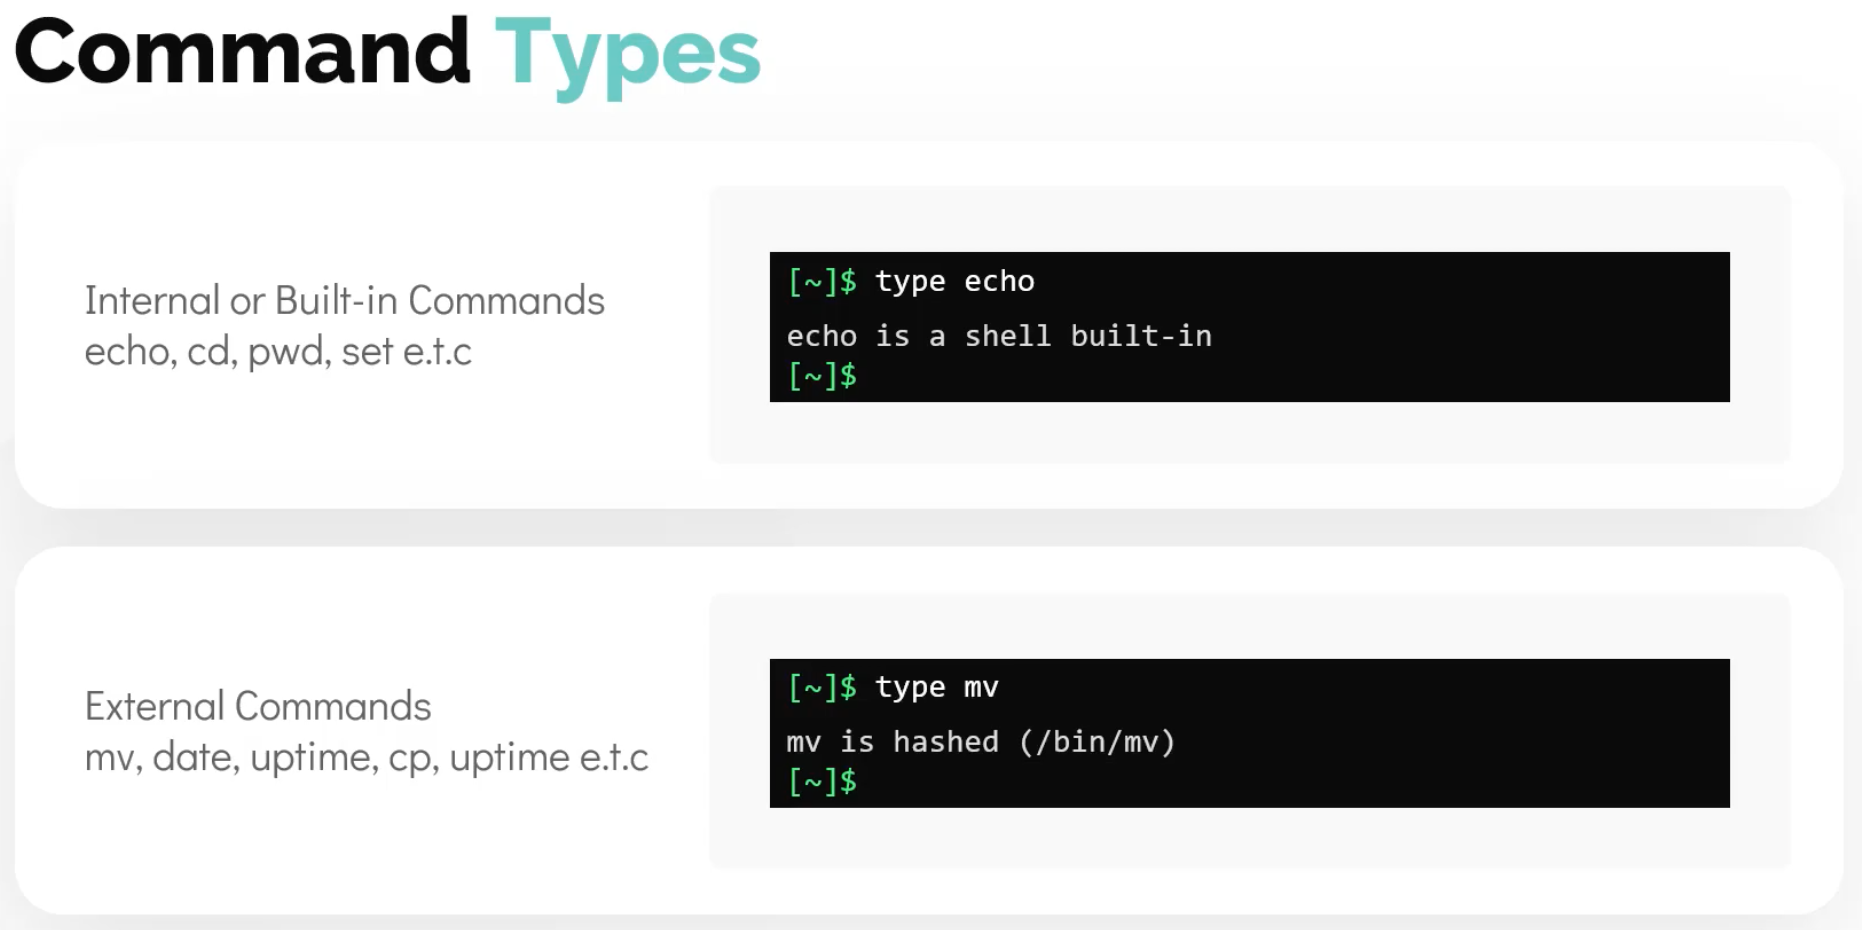 Command Types
Internal or Built-in Commands
echo, cd, pwd, set e.t.c
[~]$ type echo
echo is a shell built-in
[~]$
External Commands
mv, date, uptime, cp, uptime e.t.c
[~]$ type mv
mv is hashed (/bin/mv)
[~]$